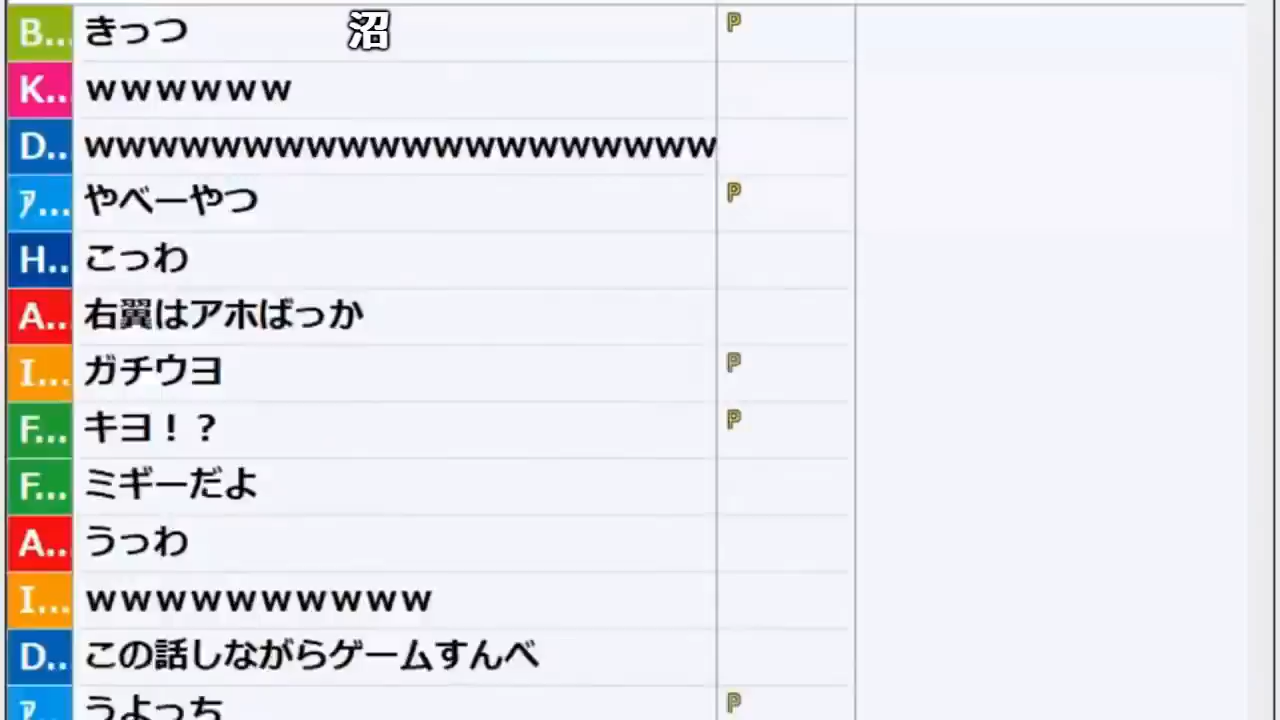 B... きっつ 沼 P
K... ｗｗｗｗｗｗ
D... wwwwwwwwwwwwwwwwwwww
ｱ... やべーやつ P
H... こっわ
A... 右翼はアホばっか
I... ガチウヨ P
F... キヨ！？ P
F... ミギーだよ
A... うっわ
I... ｗｗｗｗｗｗｗｗｗｗ
D... この話しながらゲームすんべ
ｱ... うよっち P